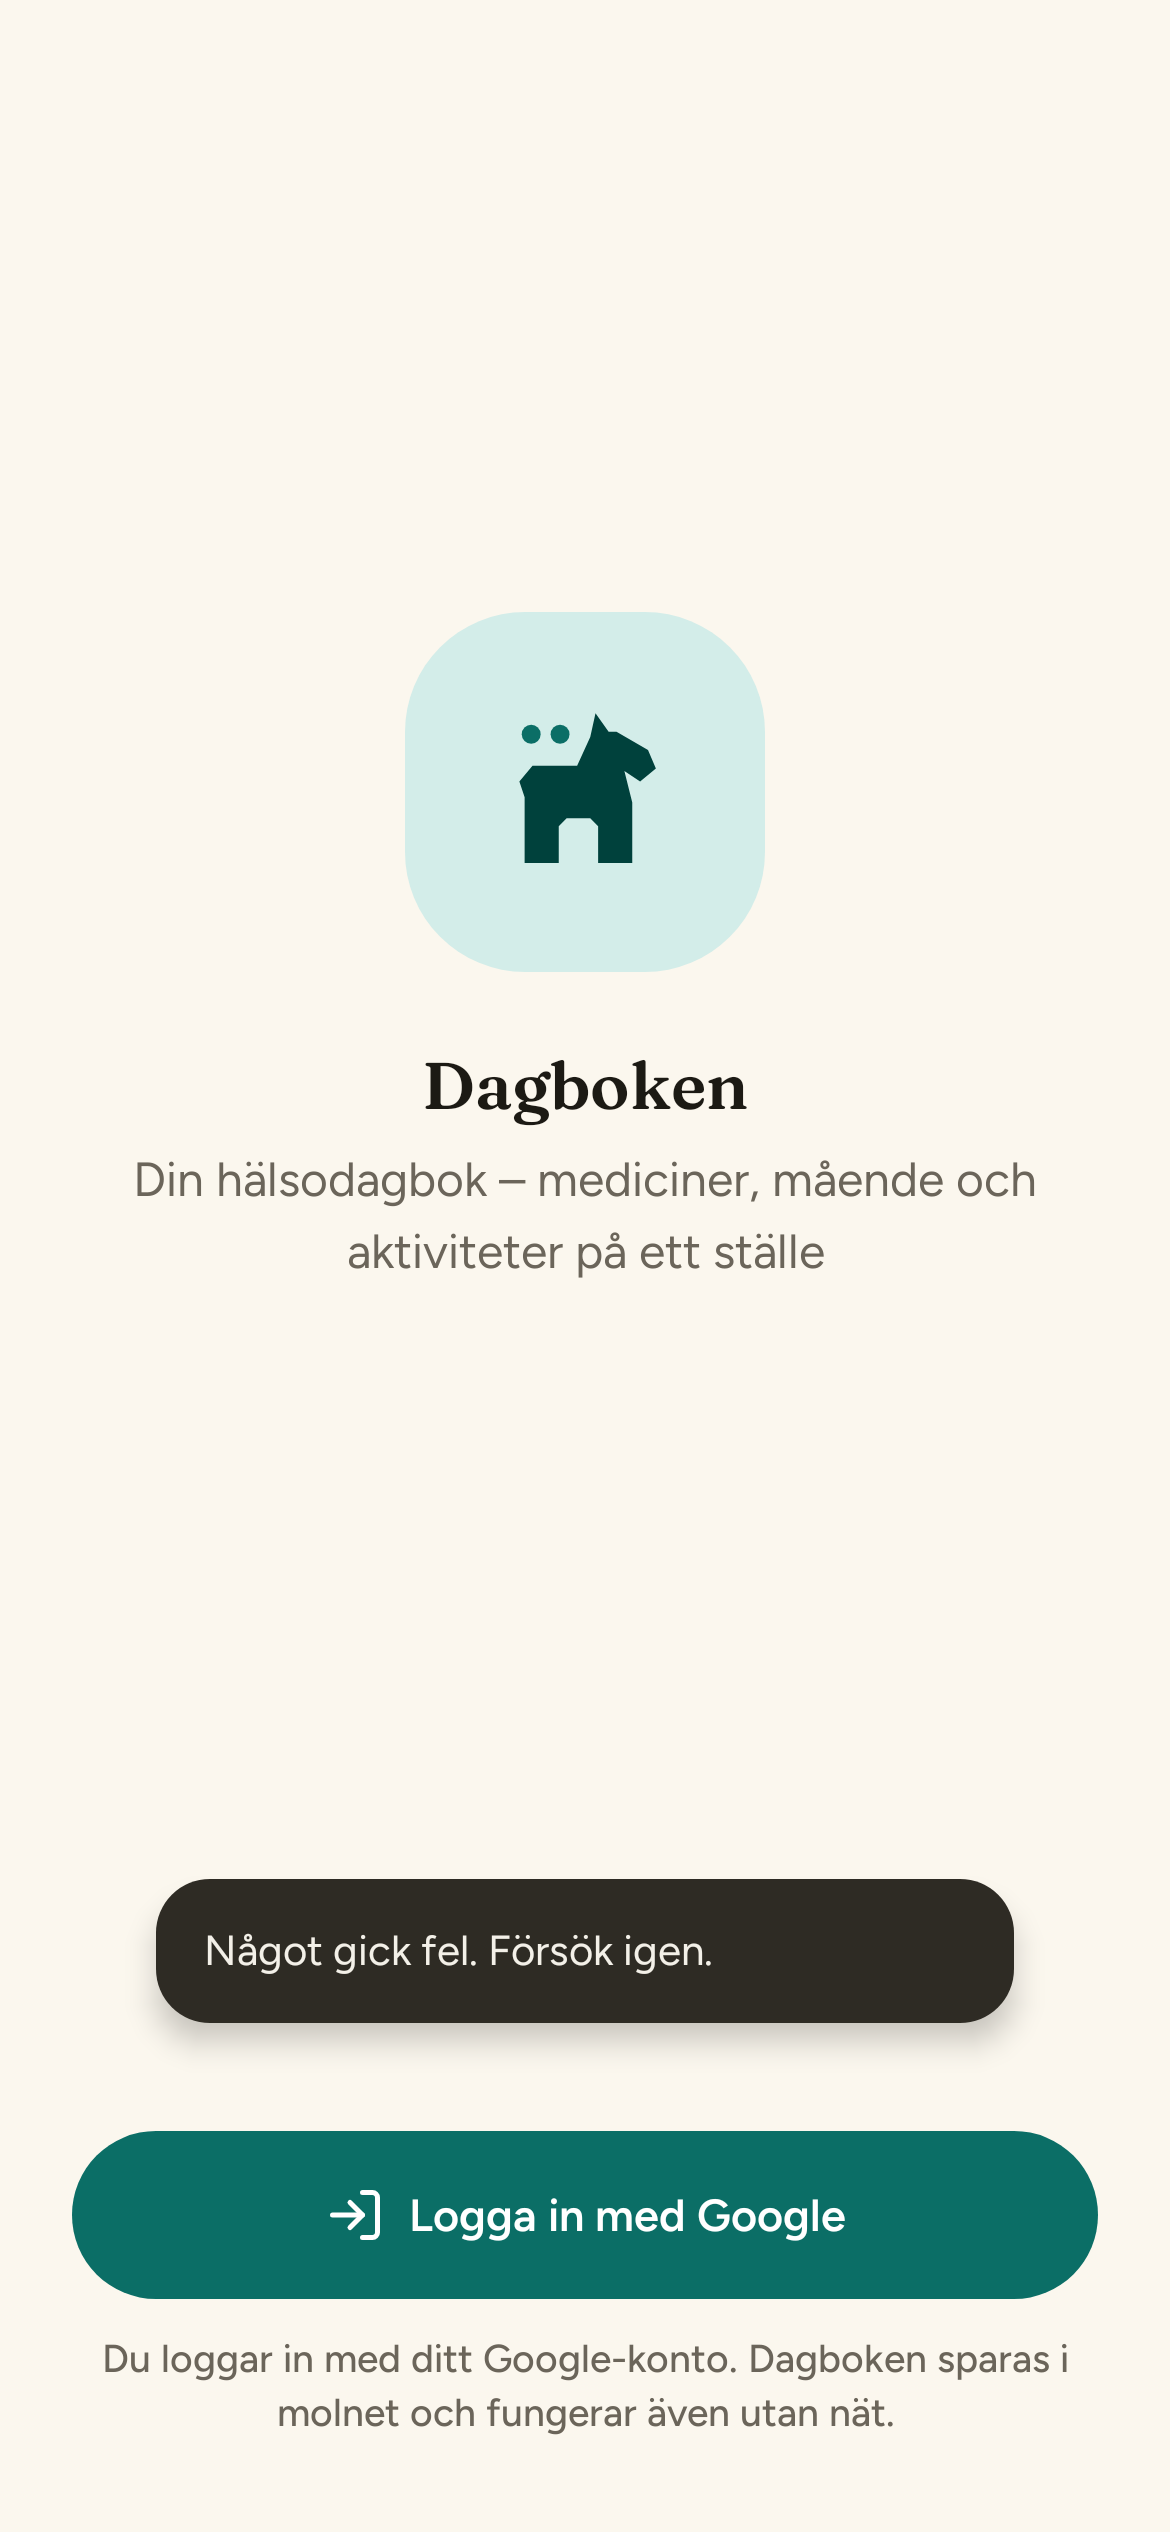 Dagboken
Din hälsodagbok – mediciner, mående och
aktiviteter på ett ställe
Något gick fel. Försök igen.
Logga in med Google
Du loggar in med ditt Google-konto. Dagboken sparas i
molnet och fungerar även utan nät.